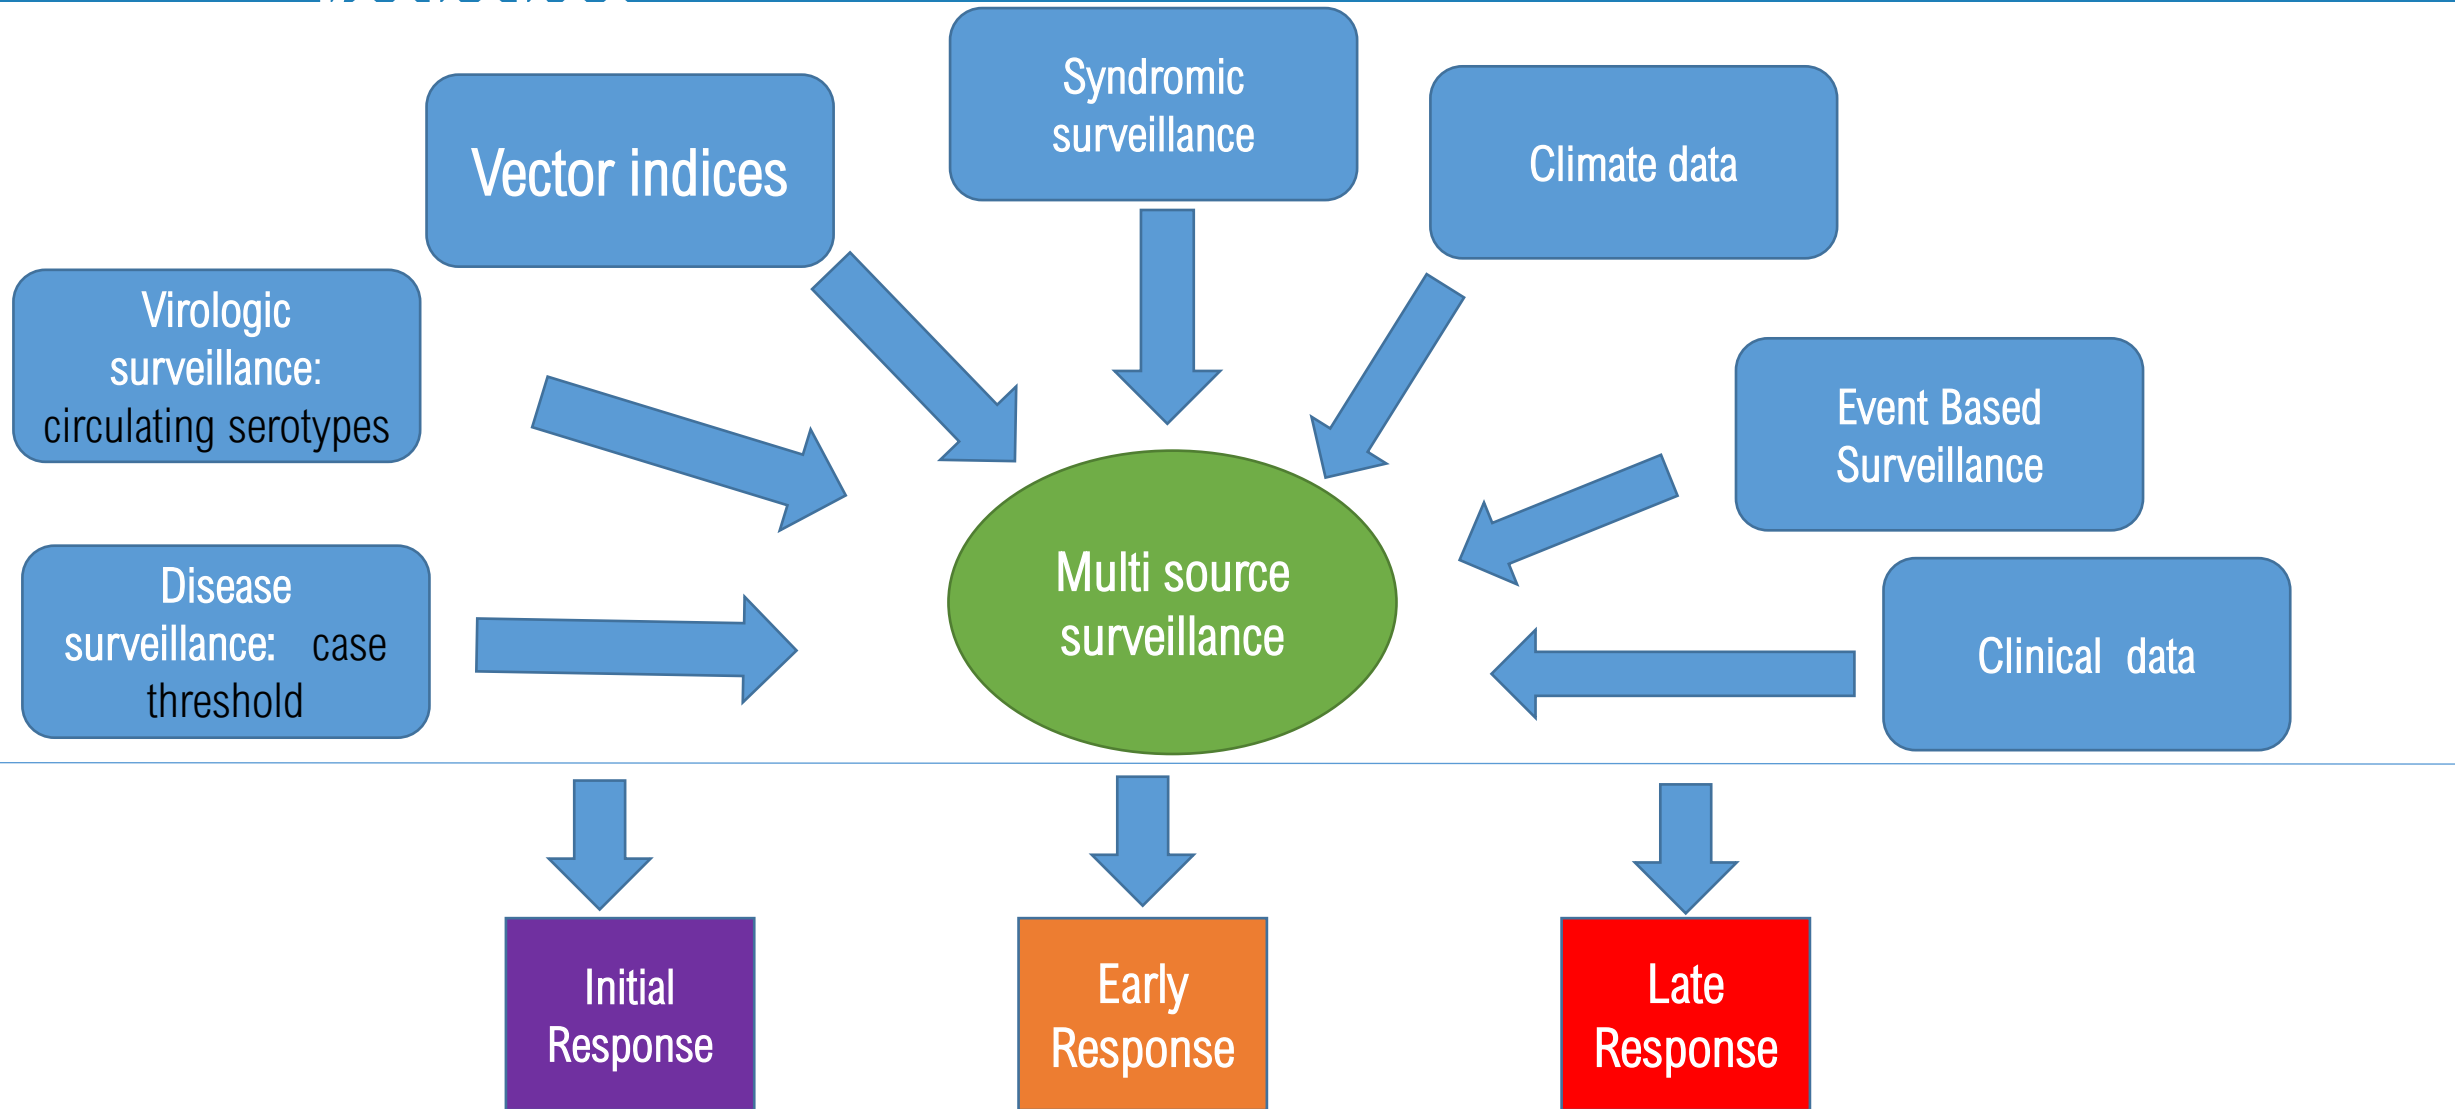 Syndromic
surveillance
Vector indices
Climate data
Virologic
surveillance:
circulating serotypes
Event Based
Surveillance
Disease
surveillance: case
threshold
Multi source
surveillance
Clinical data
Initial
Response
Early
Response
Late
Response